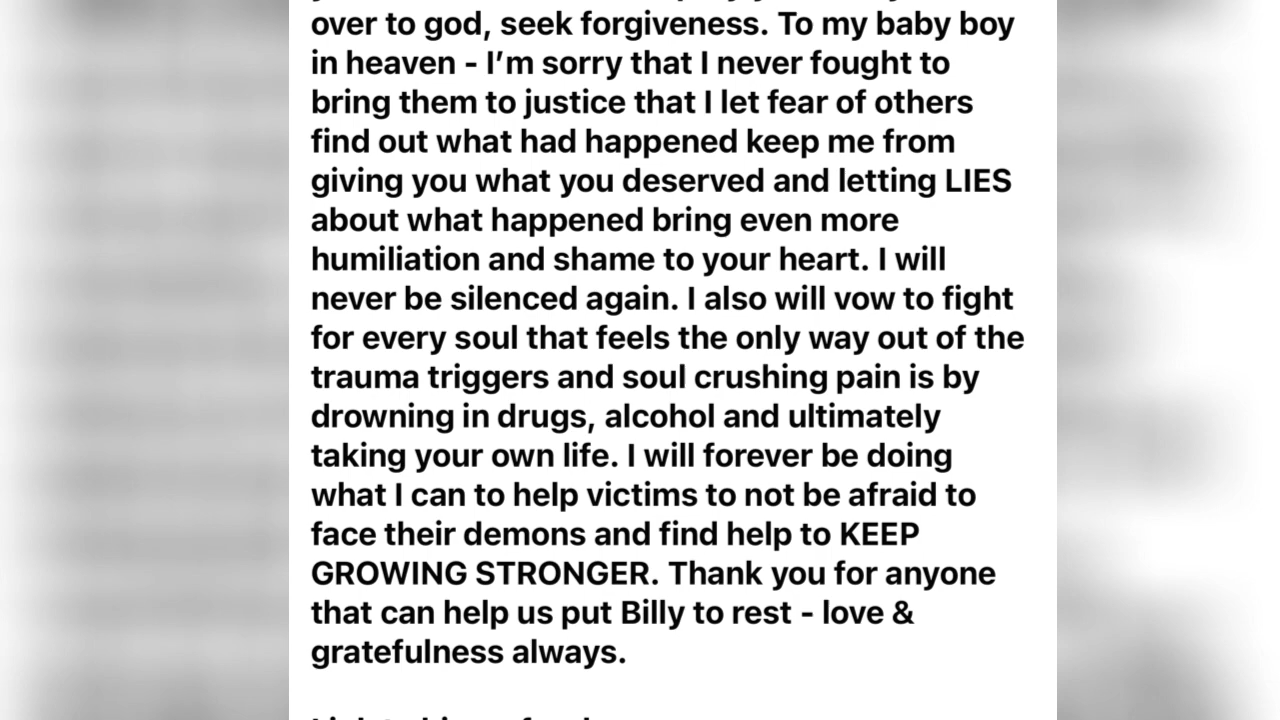 over to god, seek forgiveness. To my baby boy
in heaven - I'm sorry that I never fought to
bring them to justice that I let fear of others
find out what had happened keep me from
giving you what you deserved and letting LIES
about what happened bring even more
humiliation and shame to your heart. I will
never be silenced again. I also will vow to fight
for every soul that feels the only way out of the
trauma triggers and soul crushing pain is by
drowning in drugs, alcohol and ultimately
taking your own life. I will forever be doing
what I can to help victims to not be afraid to
face their demons and find help to KEEP
GROWING STRONGER. Thank you for anyone
that can help us put Billy to rest - love &
gratefulness always.